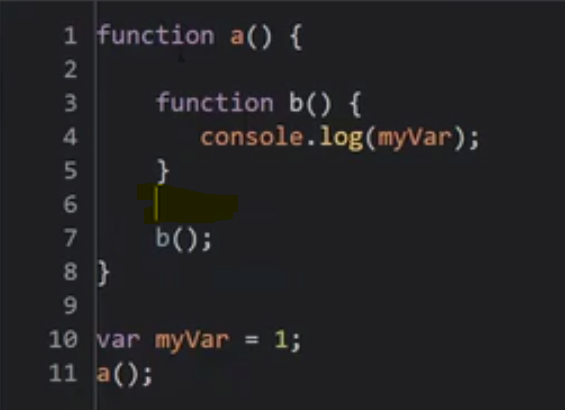 1 function a() {
2
3     function b() {
4        console.log(myVar);
5     }
6
7     b();
8 }
9
10 var myVar = 1;
11 a();